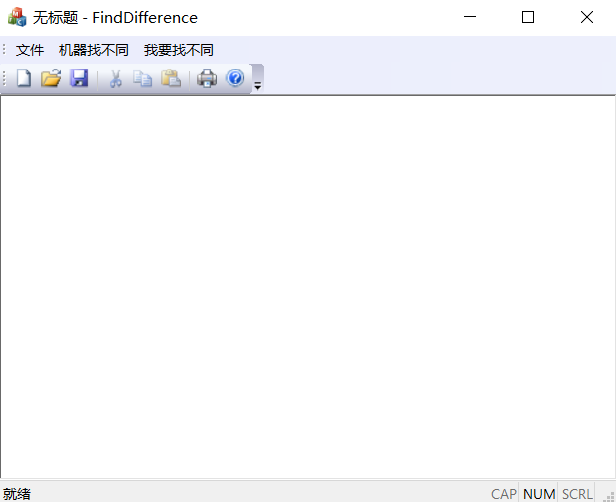 无标题 - FindDifference
文件 机器找不同 我要找不同
就绪 CAP NUM SCRL